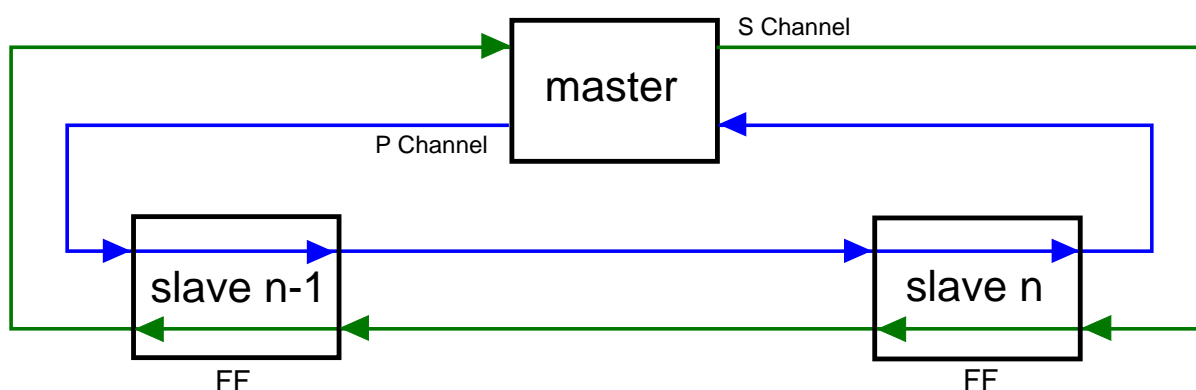 S Channel
master
P Channel
slave n-1
slave n
FF
FF